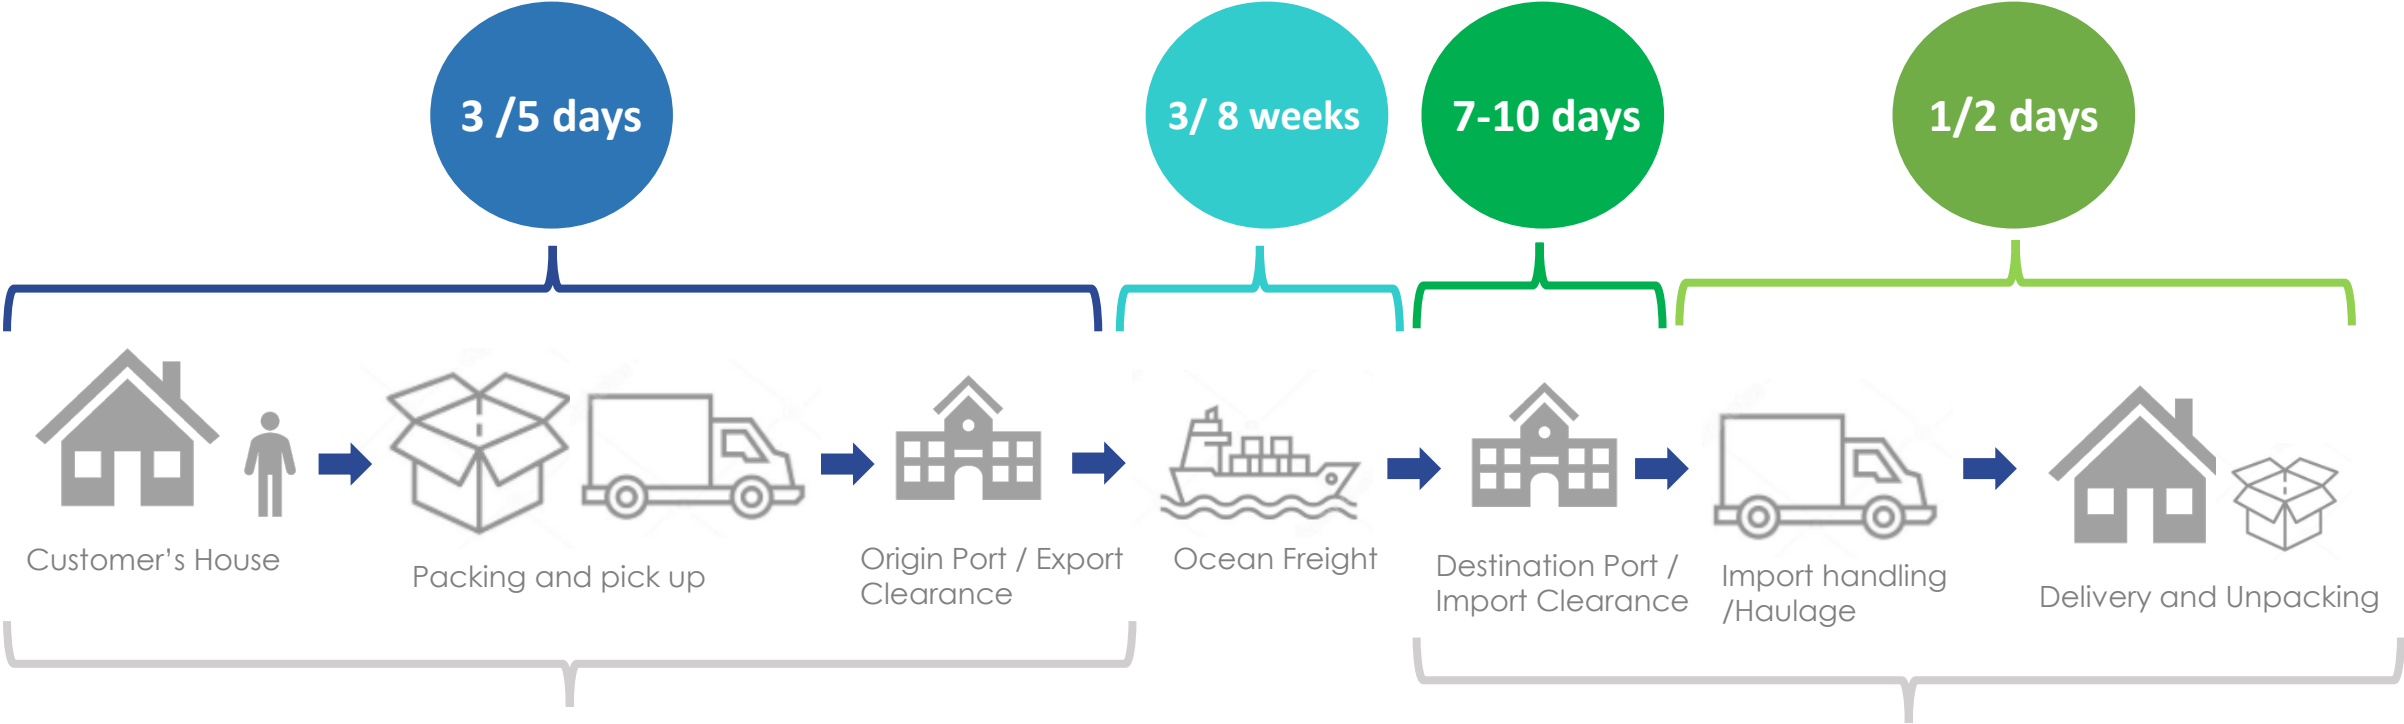 3 /5 days
3/ 8 weeks
7-10 days
1/2 days
Customer's House
Packing and pick up
Origin Port / Export
Clearance
Ocean Freight
Destination Port /
Import Clearance
Import handling
/Haulage
Delivery and Unpacking